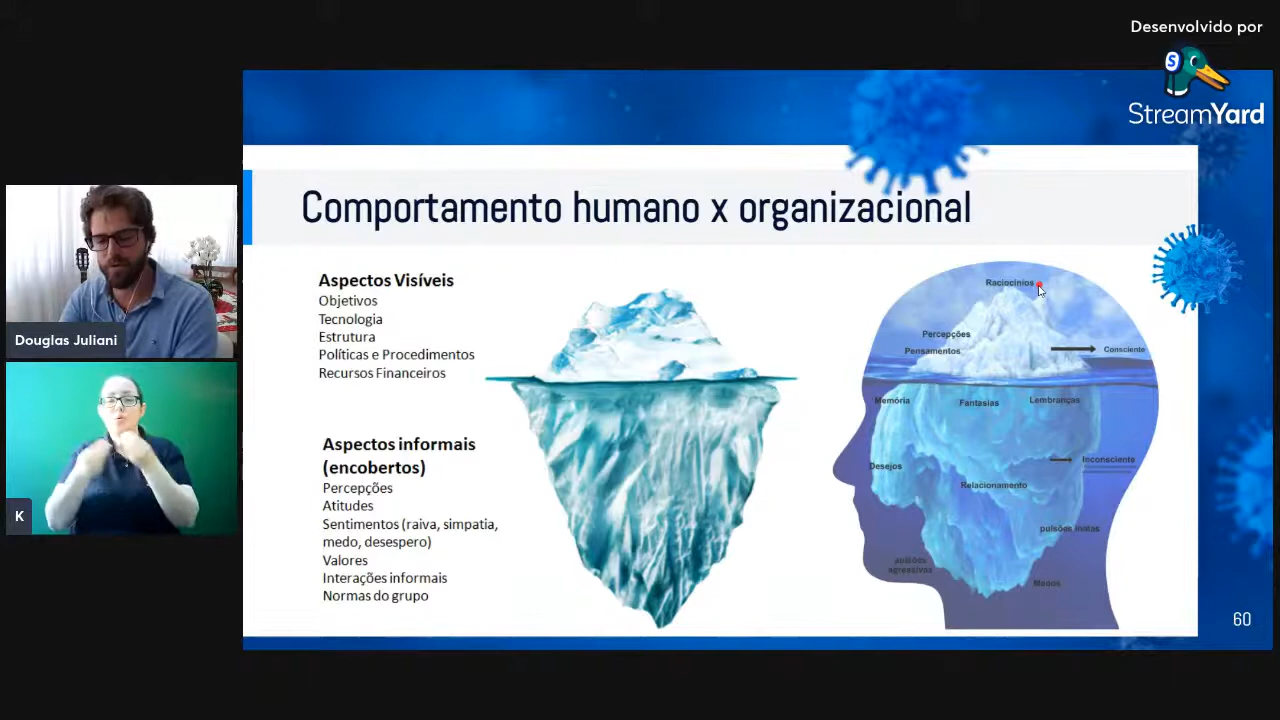 Desenvolvido por
StreamYard
Comportamento humano x organizacional
Douglas Juliani
K
Aspectos Visíveis
Objetivos
Tecnologia
Estrutura
Políticas e Procedimentos
Recursos Financeiros
Aspectos informais
(encobertos)
Percepções
Atitudes
Sentimentos (raiva, simpatia,
medo, desespero)
Valores
Interações informais
Normas do grupo
Raciocínios
Percepções
Pensamentos
Consciente
Memória
Fantasias
Lembranças
Desejos
Inconsciente
Relacionamento
pulsões inatas
agressivas
Medos
60